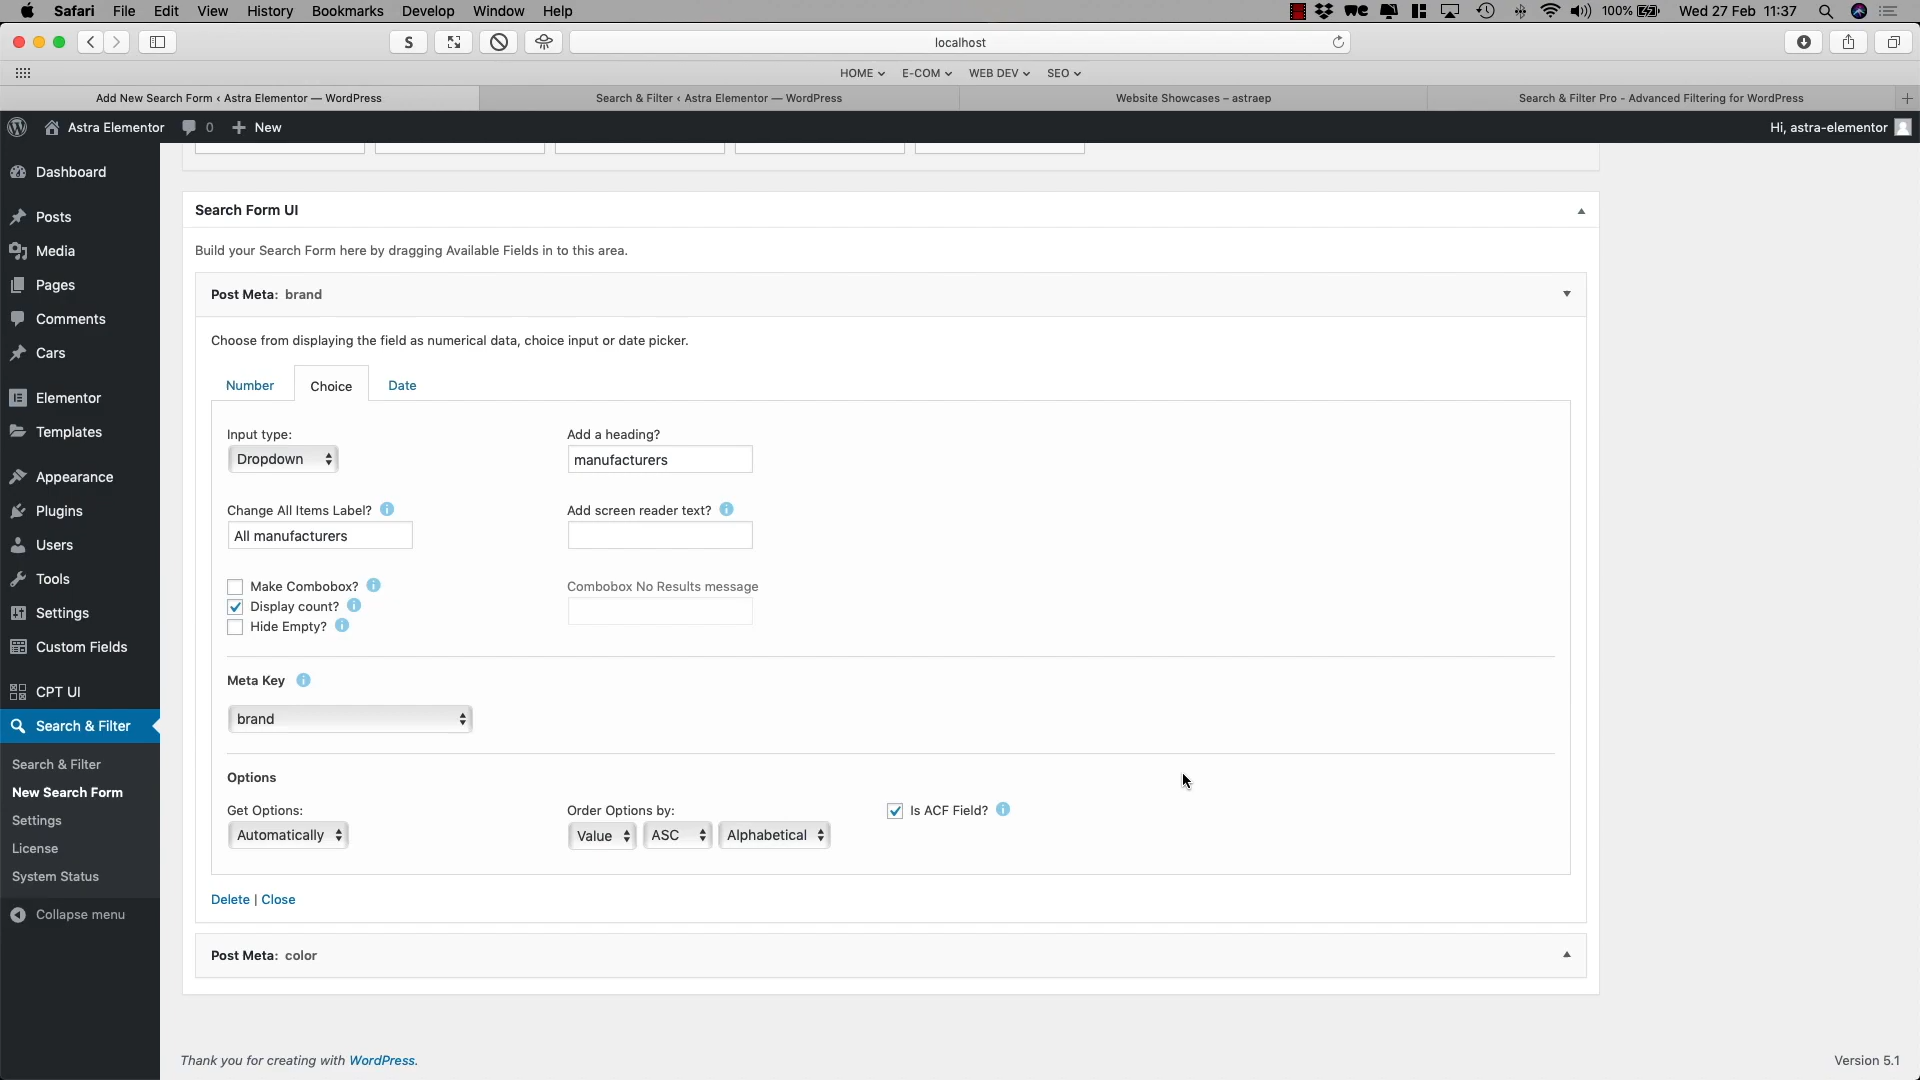 Safari File Edit View History Bookmarks Develop Window Help 100% Wed 27 Feb 11:37
S localhost
HOME E-COM WEB DEV SEO
Add New Search Form ‹ Astra Elementor — WordPress Search & Filter ‹ Astra Elementor — WordPress Website Showcases – astraep Search & Filter Pro - Advanced Filtering for WordPress
Astra Elementor 0 New Hi, astra-elementor
Dashboard
Posts
Media
Pages
Comments
Cars
Elementor
Templates
Appearance
Plugins
Users
Tools
Settings
Custom Fields
CPT UI
Search & Filter
Search & Filter
New Search Form
Settings
License
System Status
Collapse menu
Search Form UI
Build your Search Form here by dragging Available Fields in to this area.
Post Meta: brand
Choose from displaying the field as numerical data, choice input or date picker.
Number Choice Date
Input type: Add a heading?
Dropdown manufacturers
Change All Items Label? Add screen reader text?
All manufacturers
Make Combobox? Combobox No Results message
Display count?
Hide Empty?
Meta Key
brand
Options
Get Options: Order Options by: Is ACF Field?
Automatically Value ASC Alphabetical
Delete | Close
Post Meta: color
Thank you for creating with WordPress. Version 5.1